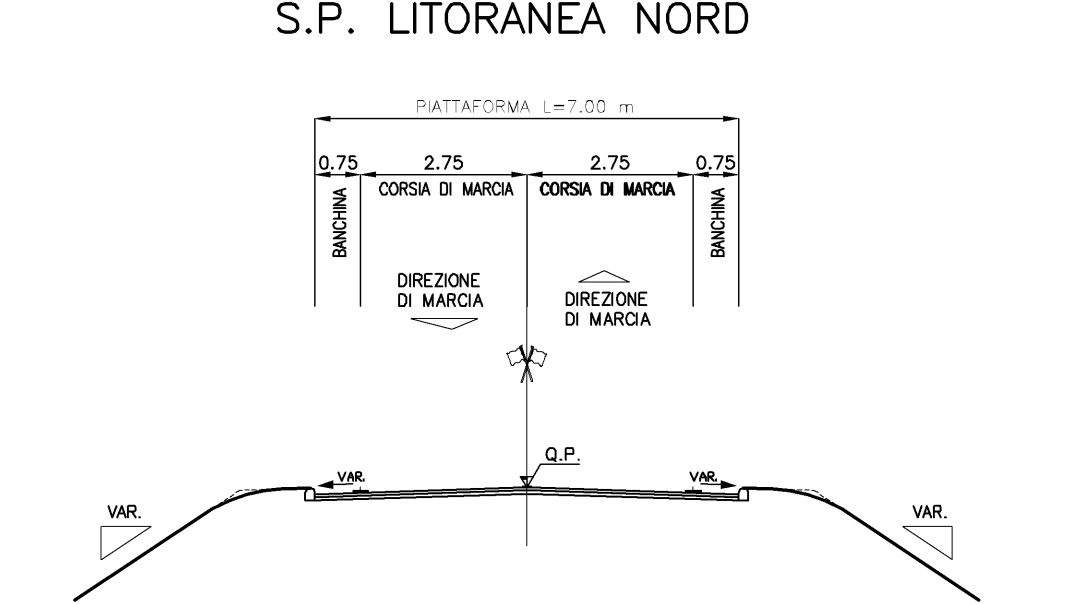 S.P. LITORANEA NORD
PIATTAFORMA L=7.00 m
0.75 2.75 2.75 0.75
BANCHINA CORSIA DI MARCIA CORSIA DI MARCIA BANCHINA
DIREZIONE
DI MARCIA
DIREZIONE
DI MARCIA
Q.P.
VAR. VAR.
VAR. VAR.